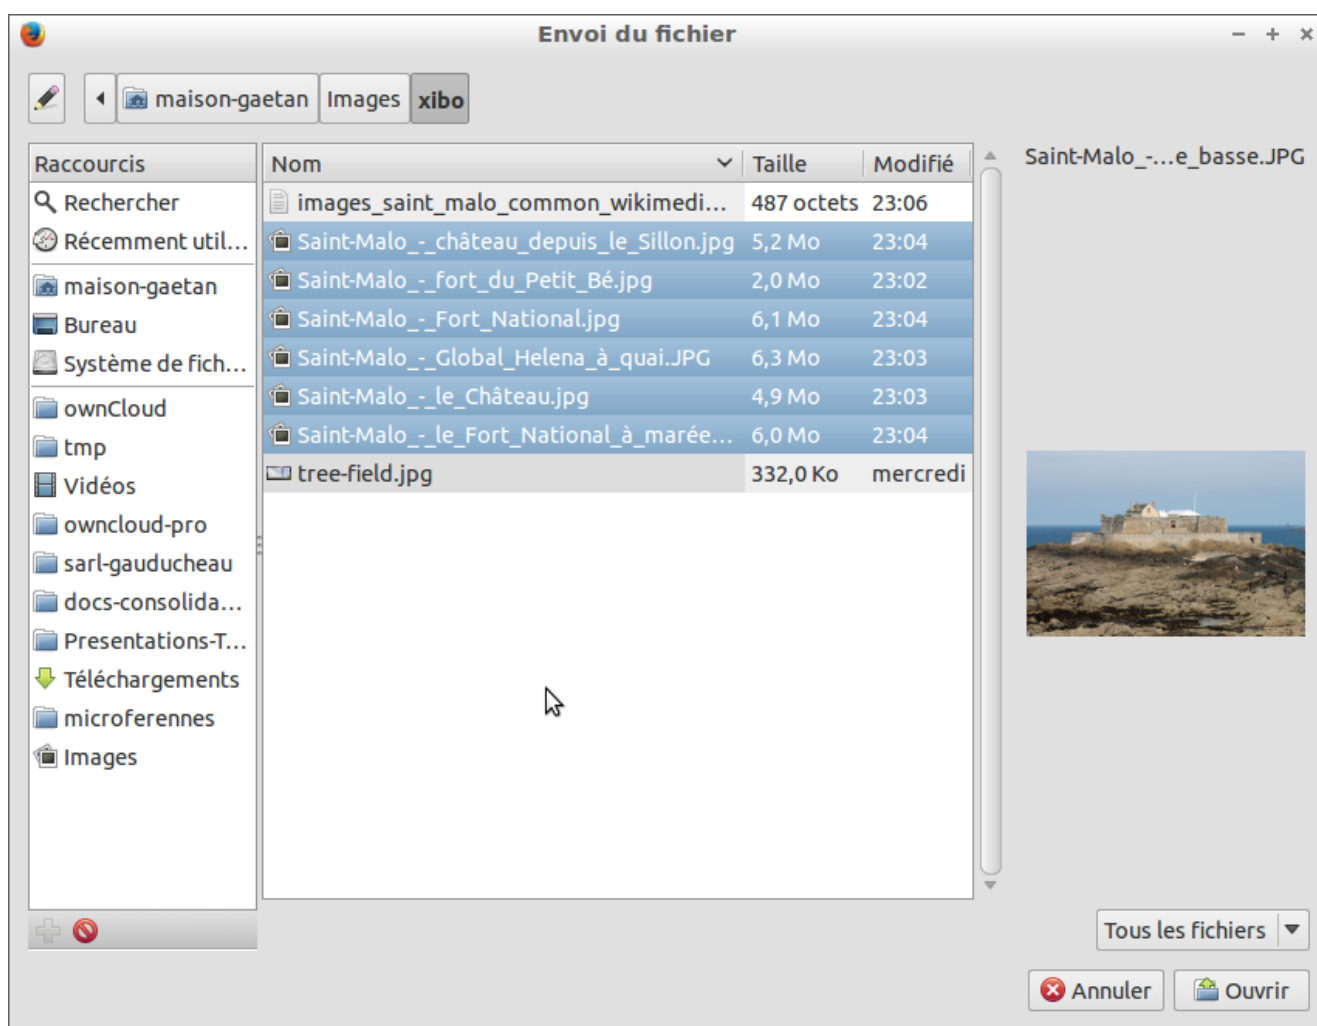 Envoi du fichier
maison-gaetan Images xibo
Raccourcis
Rechercher
Récemment util...
maison-gaetan
Bureau
Système de fich...
ownCloud
tmp
Vidéos
owncloud-pro
sarl-gauducheau
docs-consolida...
Presentations-T...
Téléchargements
microferennes
Images
Nom Taille Modifié
images_saint_malo_common_wikimedi... 487 octets 23:06
Saint-Malo_-_château_depuis_le_Sillon.jpg 5,2 Mo 23:04
Saint-Malo_-_fort_du_Petit_Bé.jpg 2,0 Mo 23:02
Saint-Malo_-_Fort_National.jpg 6,1 Mo 23:04
Saint-Malo_-_Global_Helena_à_quai.JPG 6,3 Mo 23:03
Saint-Malo_-_le_Château.jpg 4,9 Mo 23:03
Saint-Malo_-_le_Fort_National_à_marée... 6,0 Mo 23:04
tree-field.jpg 332,0 Ko mercredi
Saint-Malo_-...e_basse.JPG
Tous les fichiers
Annuler Ouvrir